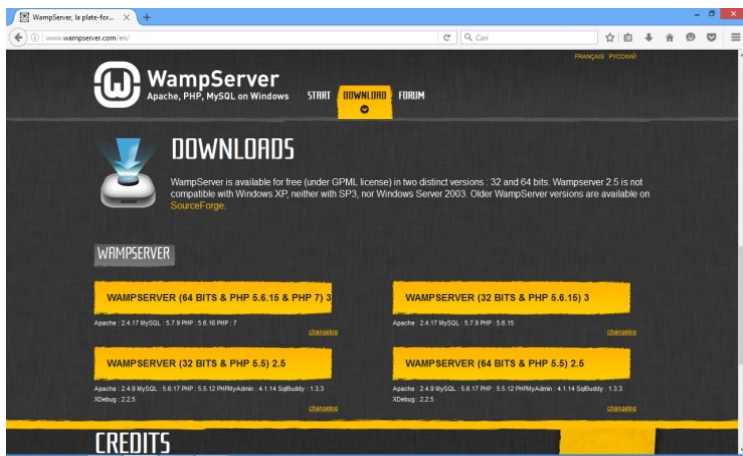 WampServer, la plate-for...
www.wampserver.com/en/
Cari
FRANÇAIS РУССКИЙ
WampServer
Apache, PHP, MySQL on Windows
START DOWNLOAD FORUM
DOWNLOADS
WampServer is available for free (under GPML license) in two distinct versions : 32 and 64 bits. Wampserver 2.5 is not
compatible with Windows XP, neither with SP3, nor Windows Server 2003. Older WampServer versions are available on
SourceForge.
WAMPSERVER
WAMPSERVER (64 BITS & PHP 5.6.15 & PHP 7) 3
Apache : 2.4.17 MySQL : 5.7.9 PHP : 5.6.16 PHP : 7
changelos
WAMPSERVER (32 BITS & PHP 5.6.15) 3
Apache : 2.4.17 MySQL : 5.7.9 PHP : 5.6.15
changelos
WAMPSERVER (32 BITS & PHP 5.5) 2.5
Apache : 2.4.9 MySQL : 5.6.17 PHP : 5.5.12 PHPMyAdmin : 4.1.14 SqlBuddy : 1.3.3
XDebug : 2.2.5
changelos
WAMPSERVER (64 BITS & PHP 5.5) 2.5
Apache : 2.4.9 MySQL : 5.6.17 PHP : 5.5.12 PHPMyAdmin : 4.1.14 SqlBuddy : 1.3.3
XDebug : 2.2.5
changelos
CREDITS